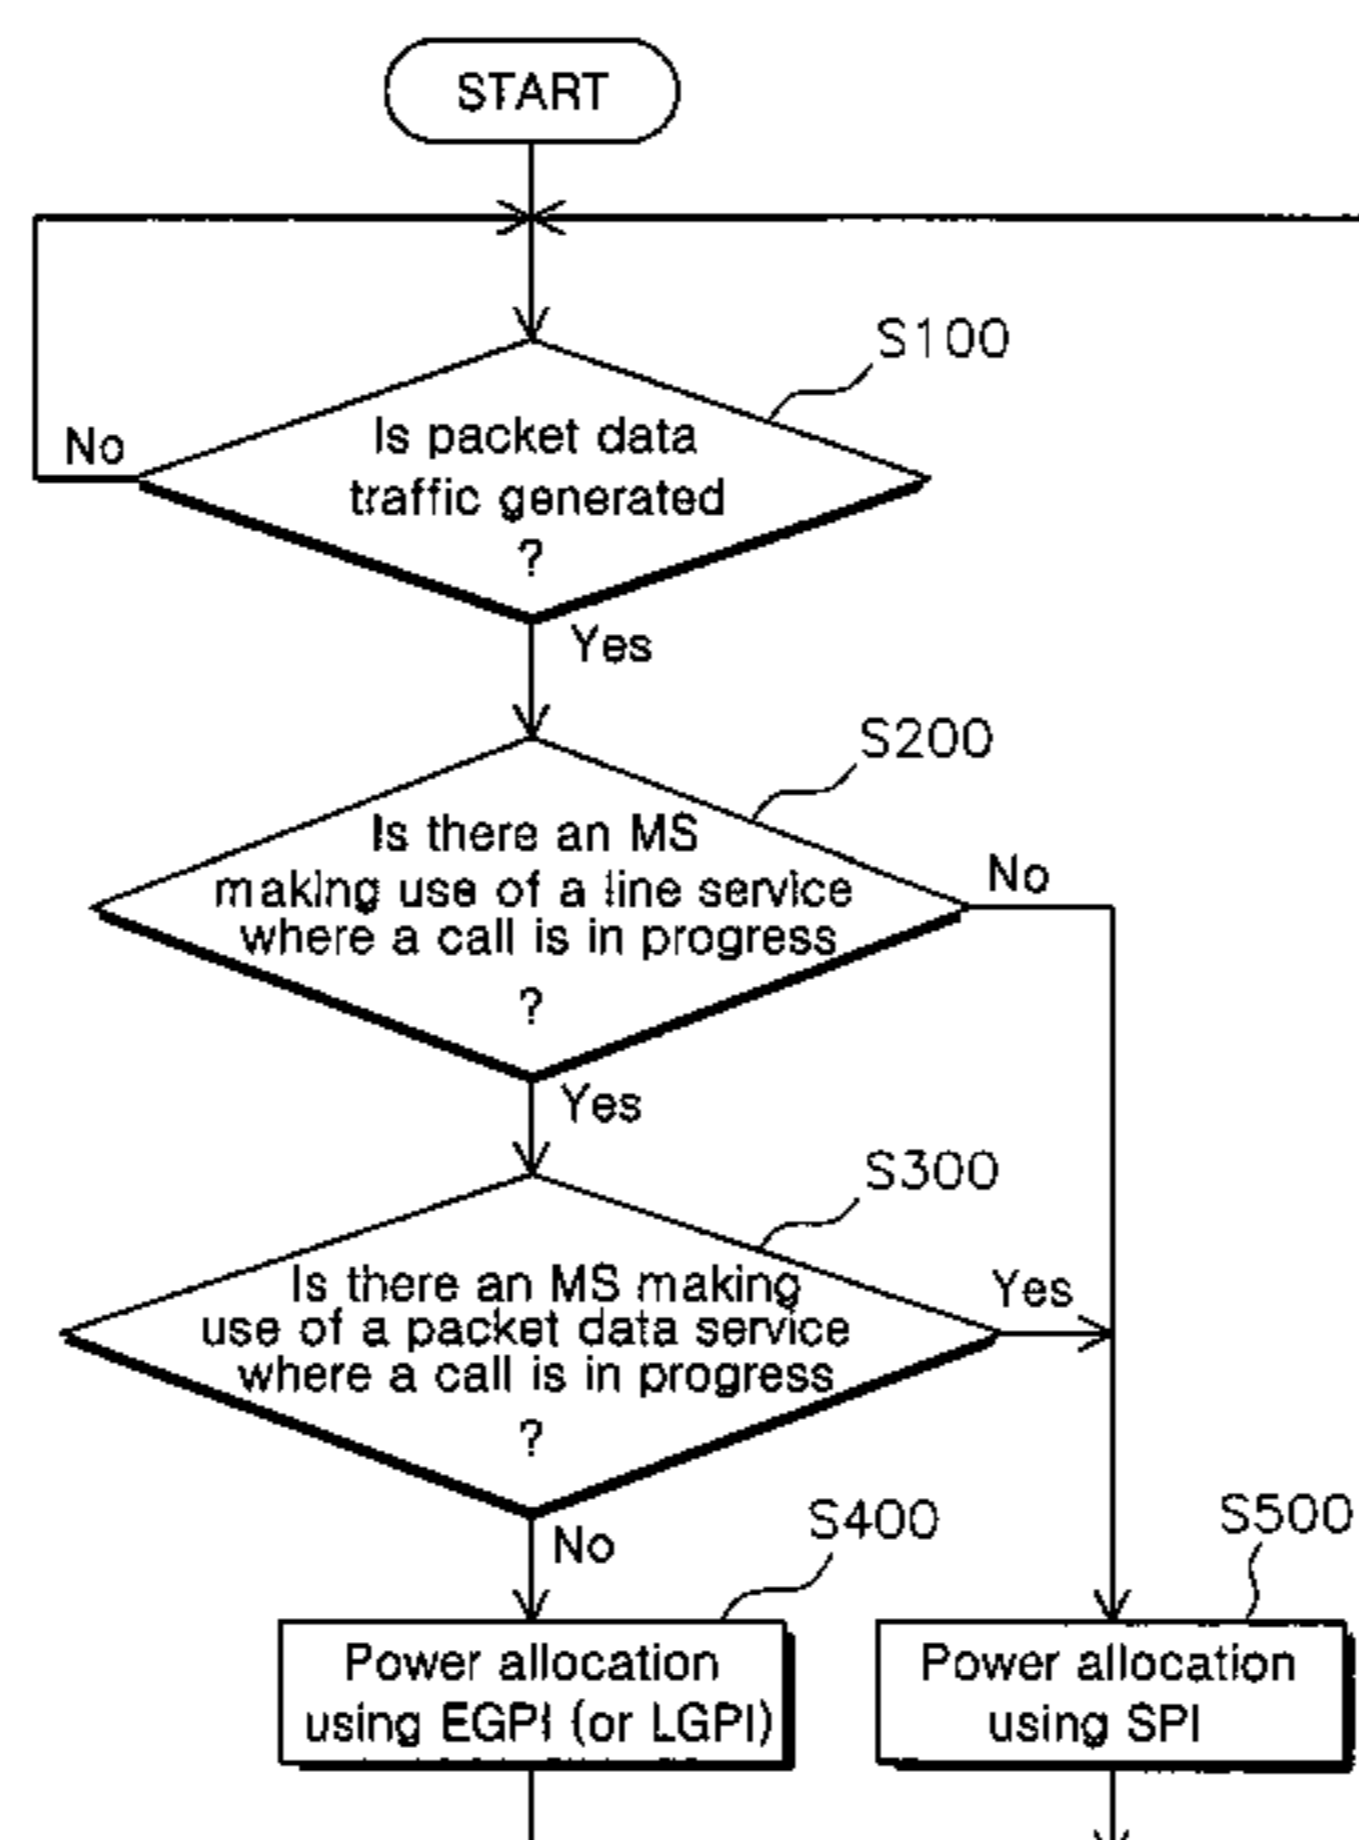 START
S100
Is packet data
No
traffic generated
?
Yes
S200
Is there an MS
No
making use of a line service
where a call is in progress
?
Yes
S300
Is there an MS making
Yes
use of a packet data service
where a call is in progress
?
No
S400
S500
Power allocation
using EGPI (or LGPI)
Power allocation
using SPI